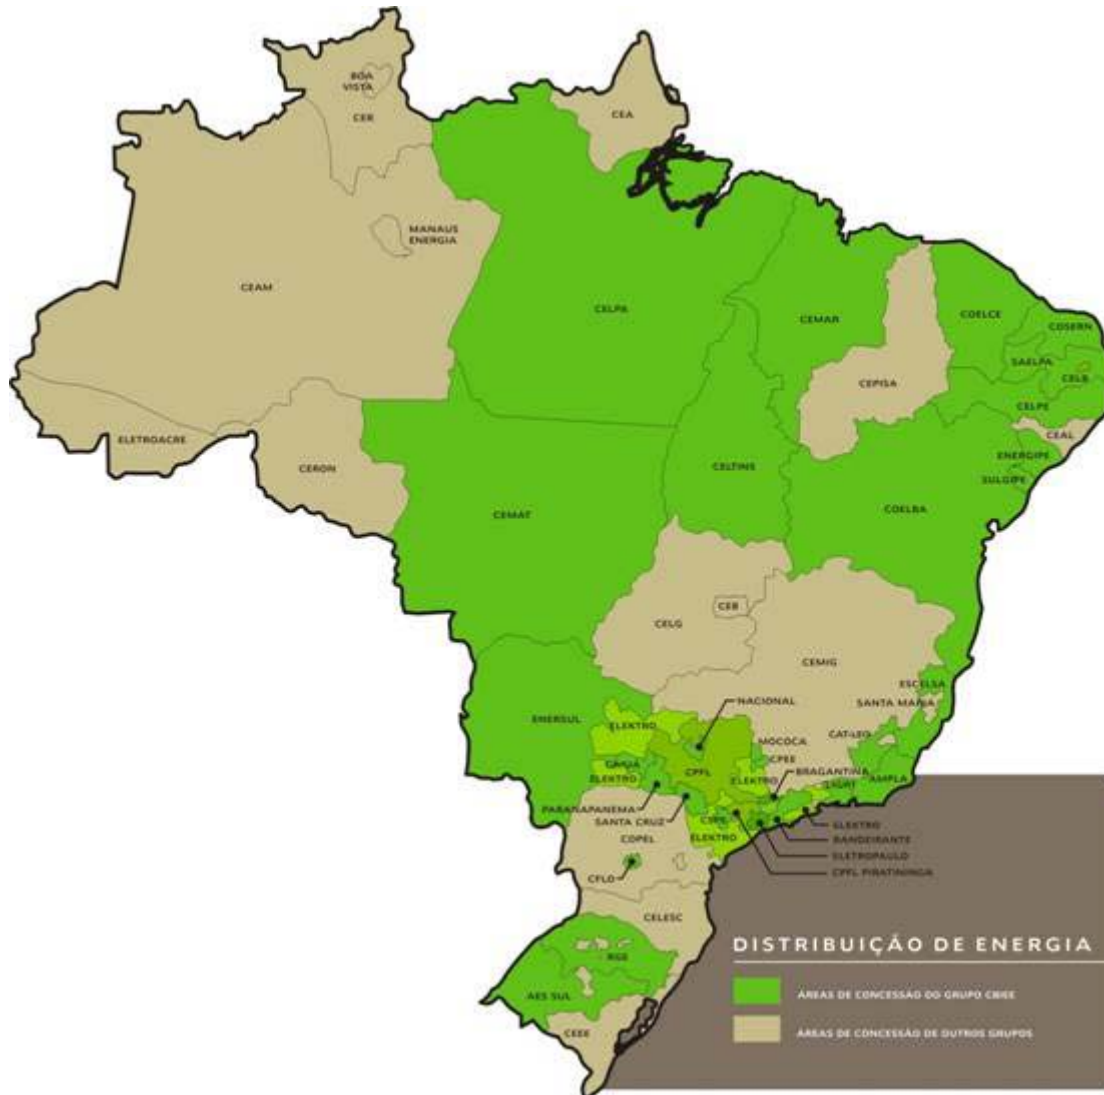 BOA
VISTA
CER
CEA
MANAUS
ENERGIA
CEAM
CELPA
CEMAR
COELCE
COSERN
SAELPA
CELB
CEPISA
CELPE
CEAL
ELETROACRE
CERON
CELTINS
ENERGIPE
SULGIPE
CEMAT
COELBA
CEB
CELG
CEMIG
ESCELSA
SANTA MARIA
NACIONAL
ENERSUL
ELEKTRO
CAT-LEO
MOCOCA
CPEE
CAIUA
CPFL
BRAGANTINA
ELEKTRO
ELEKTRO
AMPLA
LIGHT
PARANAPANEMA
SANTA CRUZ
CSPE
ELEKTRO
COPEL
ELEKTRO
BANDEIRANTE
ELETROPAULO
CPFL PIRATININGA
CFLO
CELESC
RGE
AES SUL
CEEE
DISTRIBUIÇÃO DE ENERGIA
ÁREAS DE CONCESSÃO DO GRUPO CBIEE
ÁREAS DE CONCESSÃO DE OUTROS GRUPOS